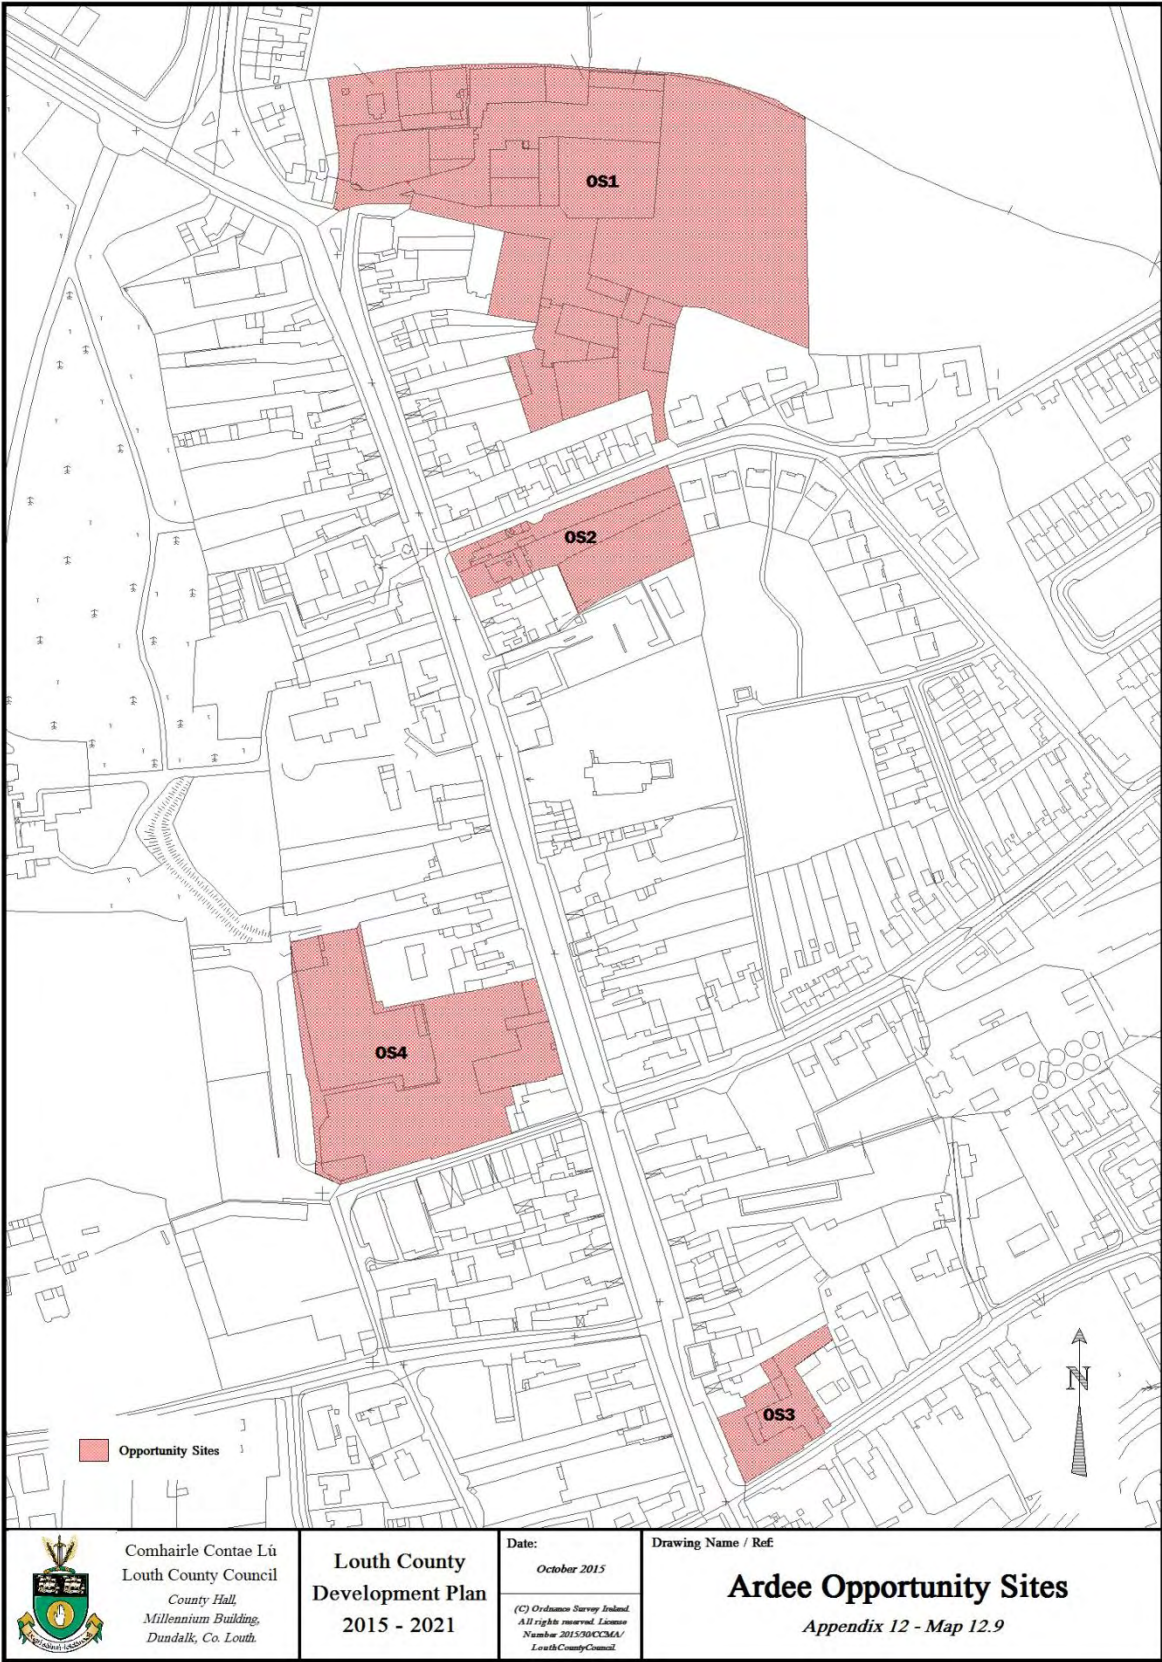 OS1
OS2
OS4
OS3
N
Opportunity Sites
Comhairle Contae Lú
Louth County Council
County Hall,
Millennium Building,
Dundalk, Co. Louth.
Louth County
Development Plan
2015 - 2021
Date:
October 2015
(C) Ordnance Survey Ireland.
All rights reserved. License
Number 2015/30/CCMA/
LouthCountyCouncil.
Drawing Name / Ref:
Ardee Opportunity Sites
Appendix 12 - Map 12.9